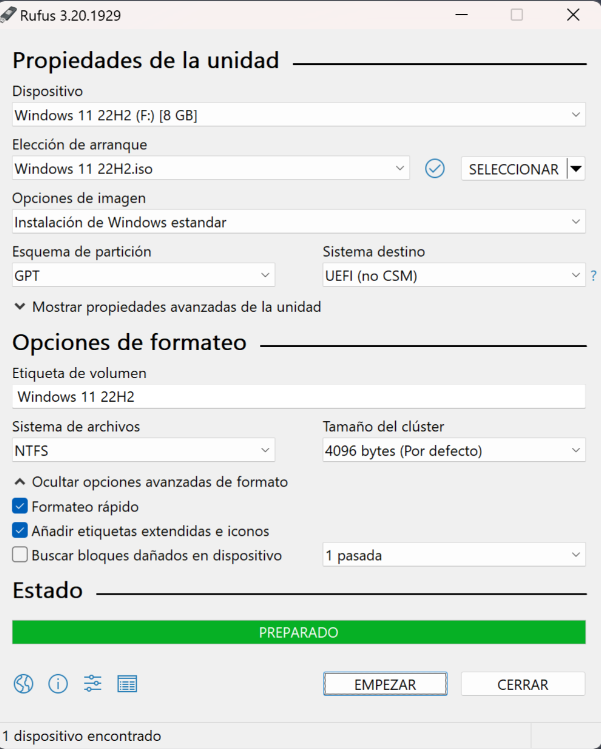 Rufus 3.20.1929
Propiedades de la unidad
Dispositivo
Windows 11 22H2 (F:) [8 GB]
Elección de arranque
Windows 11 22H2.iso
SELECCIONAR
Opciones de imagen
Instalación de Windows estandar
Esquema de partición
Sistema destino
GPT
UEFI (no CSM)
?
Mostrar propiedades avanzadas de la unidad
Opciones de formateo
Etiqueta de volumen
Windows 11 22H2
Sistema de archivos
Tamaño del clúster
NTFS
4096 bytes (Por defecto)
Ocultar opciones avanzadas de formato
Formateo rápido
Añadir etiquetas extendidas e iconos
Buscar bloques dañados en dispositivo
1 pasada
Estado
PREPARADO
EMPEZAR
CERRAR
1 dispositivo encontrado